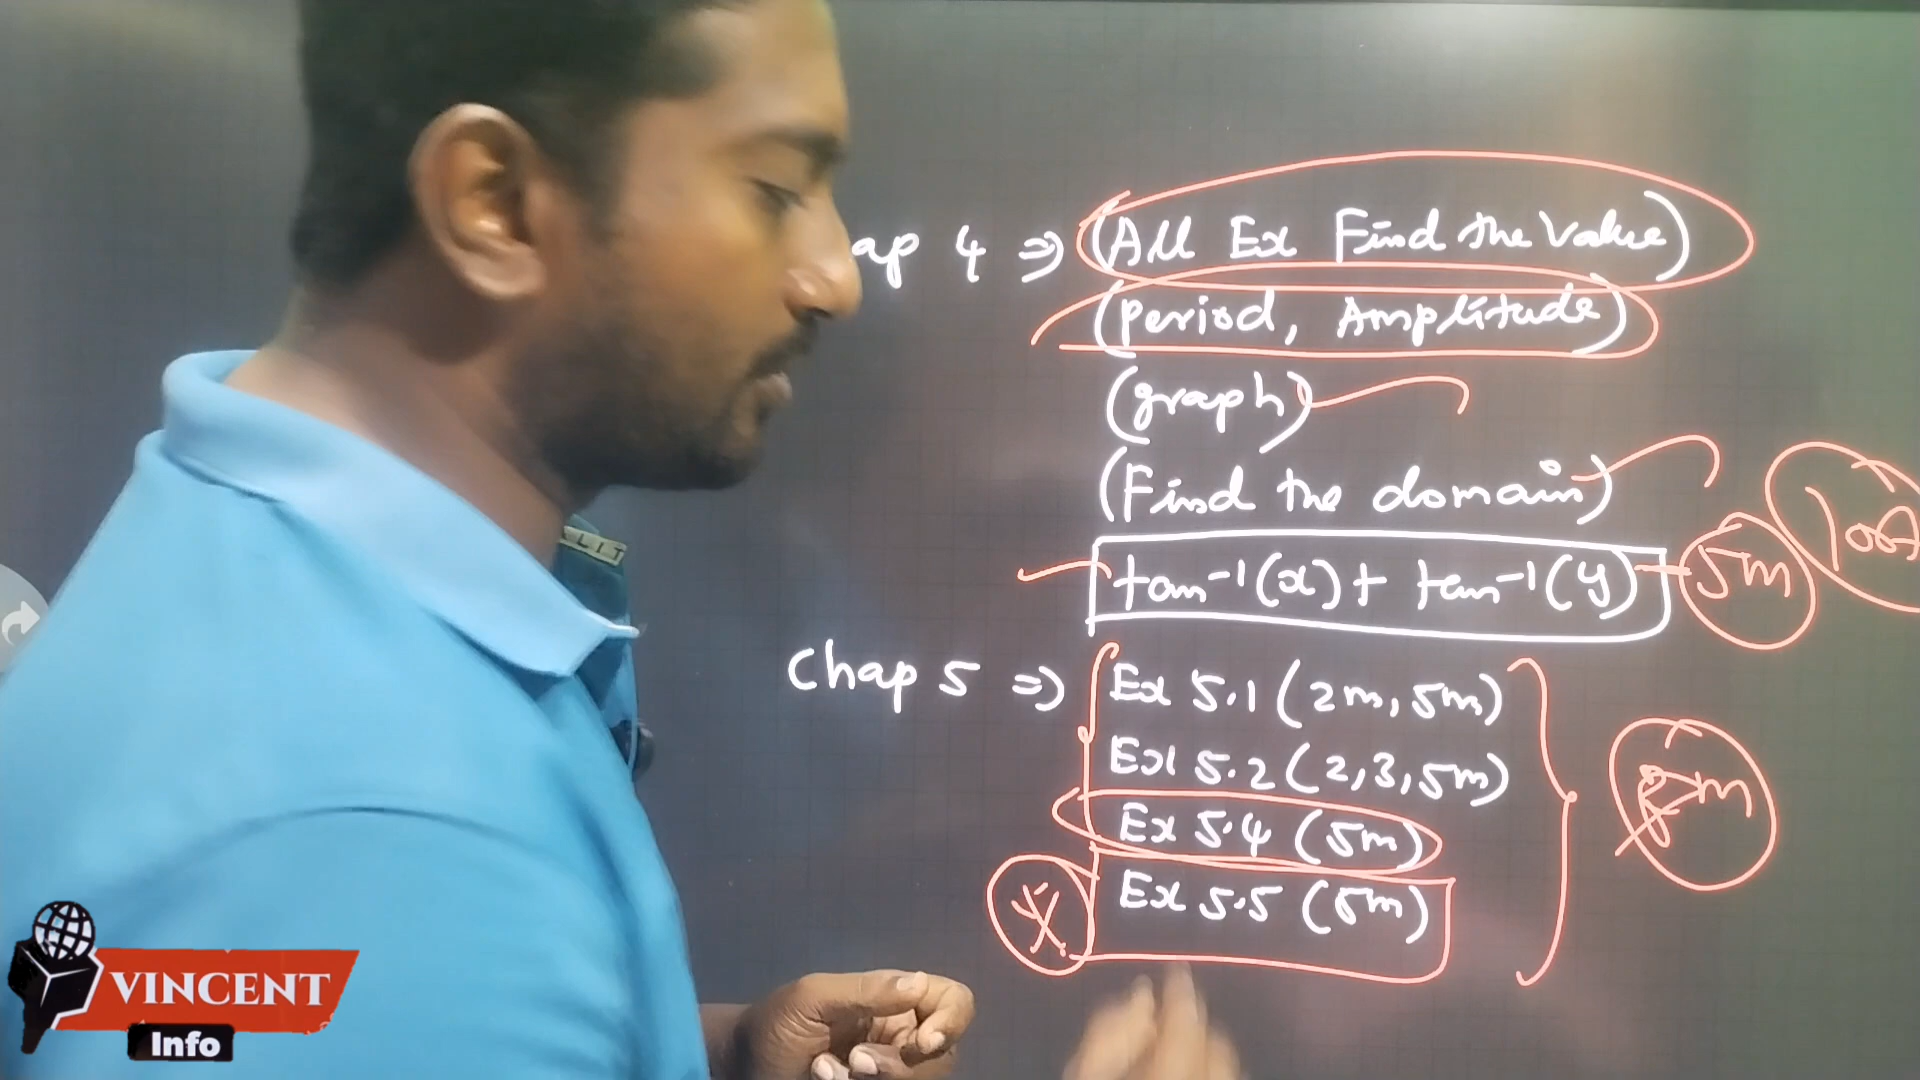 ap 4 ⇒ (All Ex Find the Value)
(period, Amplitude)
(graph)
(Find the domain)
tan⁻¹(x) + tan⁻¹(y) 5m
Chap 5 ⇒ Ex 5.1 (2m, 5m)
Ex 5.2 (2, 3, 5m)
Ex 5.4 (5m)
Ex 5.5 (5m)
VINCENT
Info